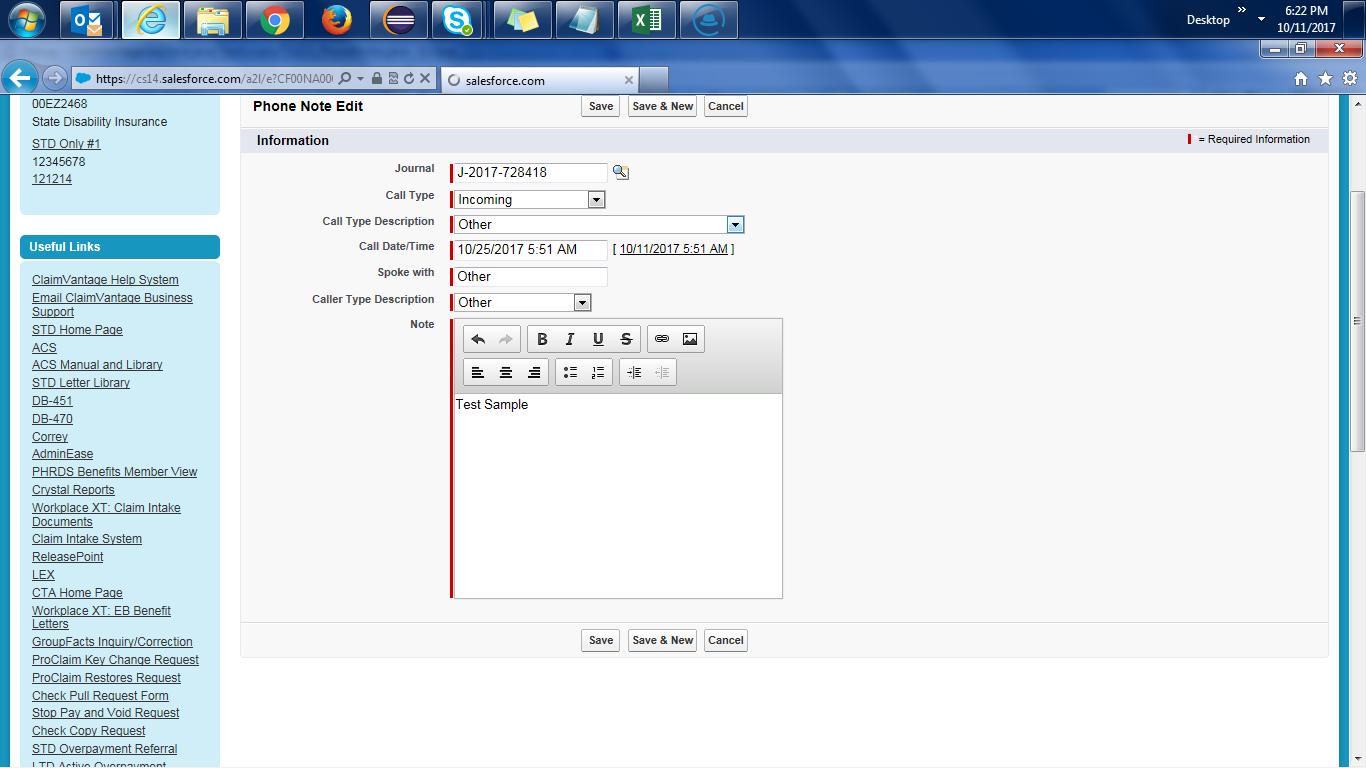 Desktop
6:22 PM
10/11/2017
https://cs14.salesforce.com/a2I/e?CF00NA00
salesforce.com
00EZ2468
State Disability Insurance
STD Only #1
12345678
121214
Useful Links
ClaimVantage Help System
Email ClaimVantage Business
Support
STD Home Page
ACS
ACS Manual and Library
STD Letter Library
DB-451
DB-470
Correy
AdminEase
PHRDS Benefits Member View
Crystal Reports
Workplace XT: Claim Intake
Documents
Claim Intake System
ReleasePoint
LEX
CTA Home Page
Workplace XT: EB Benefit
Letters
GroupFacts Inquiry/Correction
ProClaim Key Change Request
ProClaim Restores Request
Check Pull Request Form
Stop Pay and Void Request
Check Copy Request
STD Overpayment Referral
LTD Active Overpayment
Phone Note Edit
Save Save & New Cancel
Information
= Required Information
Journal J-2017-728418
Call Type Incoming
Call Type Description Other
Call Date/Time 10/25/2017 5:51 AM [ 10/11/2017 5:51 AM ]
Spoke with Other
Caller Type Description Other
Note
B I U S
Test Sample
Save Save & New Cancel